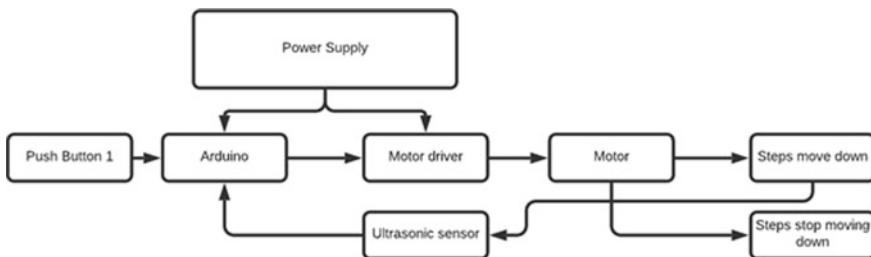 Power Supply
Push Button 1
Arduino
Motor driver
Motor
Steps move down
Ultrasonic sensor
Steps stop moving
down